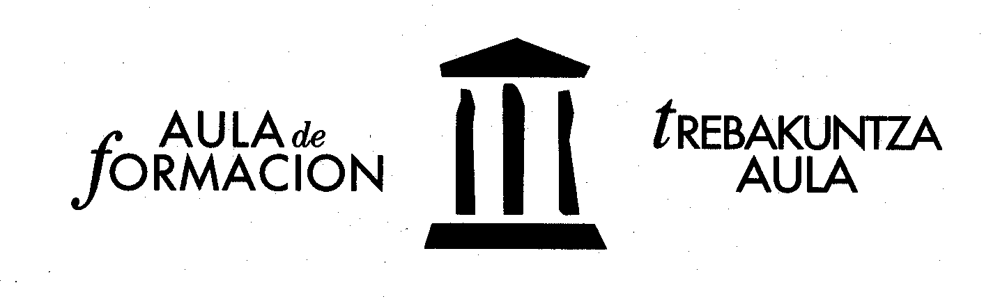 AULA de
fORMACION
tREBAKUNTZA
AULA